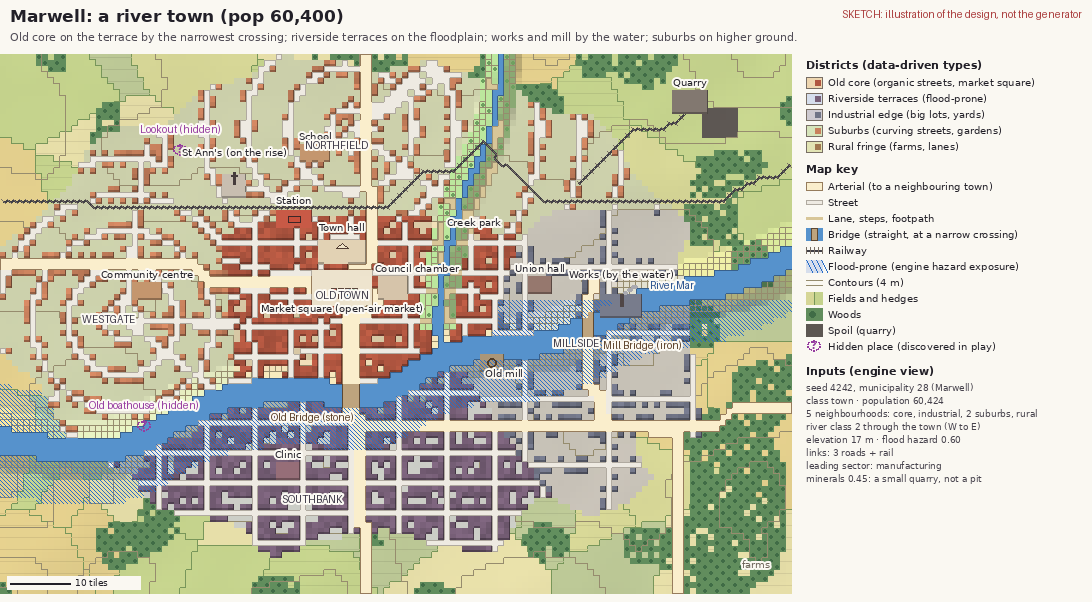 Marwell: a river town (pop 60,400)
SKETCH: illustration of the design, not the generator
Old core on the terrace by the narrowest crossing; riverside terraces on the floodplain; works and mill by the water; suburbs on higher ground.
Quarry
Lookout (hidden)
School
NORTHFIELD
St Ann's (on the rise)
Station
Town hall
Creek park
Council chamber
Union hall
Works (by the water)
Community centre
River Mar
OLD TOWN
Market square (open-air market)
WESTGATE
MILLSIDE
Mill Bridge (iron)
Old mill
Old boathouse (hidden)
Old Bridge (stone)
Clinic
SOUTHBANK
farms
10 tiles
Districts (data-driven types)
Old core (organic streets, market square)
Riverside terraces (flood-prone)
Industrial edge (big lots, yards)
Suburbs (curving streets, gardens)
Rural fringe (farms, lanes)
Map key
Arterial (to a neighbouring town)
Street
Lane, steps, footpath
Bridge (straight, at a narrow crossing)
Railway
Flood-prone (engine hazard exposure)
Contours (4 m)
Fields and hedges
Woods
Spoil (quarry)
Hidden place (discovered in play)
Inputs (engine view)
seed 4242, municipality 28 (Marwell)
class town · population 60,424
5 neighbourhoods: core, industrial, 2 suburbs, rural
river class 2 through the town (W to E)
elevation 17 m · flood hazard 0.60
links: 3 roads + rail
leading sector: manufacturing
minerals 0.45: a small quarry, not a pit